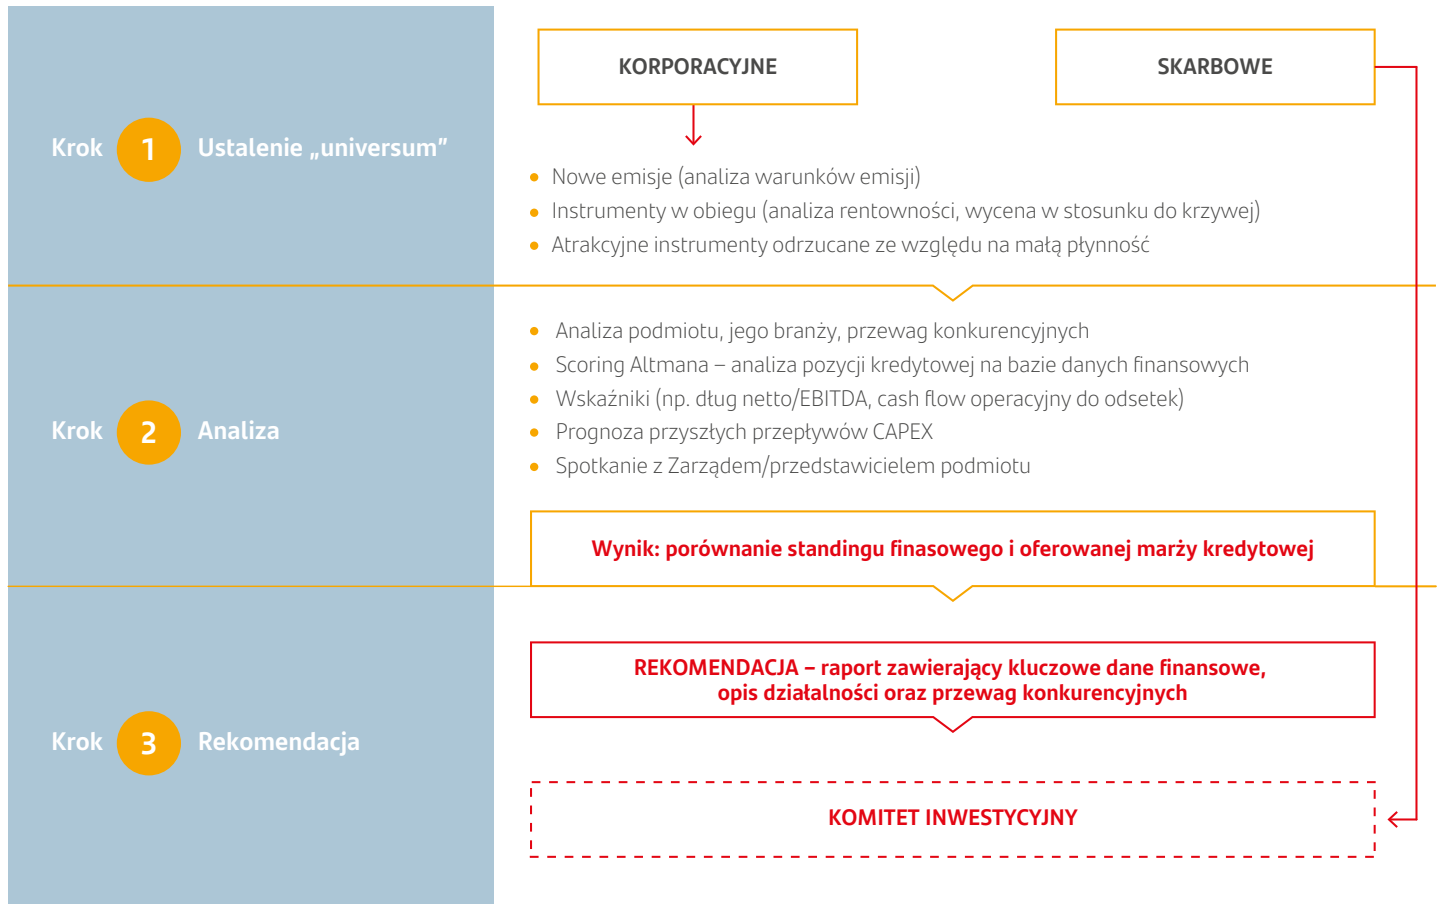 KORPORACYJNE
SKARBOWE
Krok 1 Ustalenie „universum”
• Nowe emisje (analiza warunków emisji)
• Instrumenty w obiegu (analiza rentowności, wycena w stosunku do krzywej)
• Atrakcyjne instrumenty odrzucane ze względu na małą płynność
Krok 2 Analiza
• Analiza podmiotu, jego branży, przewag konkurencyjnych
• Scoring Altmana – analiza pozycji kredytowej na bazie danych finansowych
• Wskaźniki (np. dług netto/EBITDA, cash flow operacyjny do odsetek)
• Prognoza przyszłych przepływów CAPEX
• Spotkanie z Zarządem/przedstawicielem podmiotu
Wynik: porównanie standingu finasowego i oferowanej marży kredytowej
Krok 3 Rekomendacja
REKOMENDACJA – raport zawierający kluczowe dane finansowe,
opis działalności oraz przewag konkurencyjnych
KOMITET INWESTYCYJNY